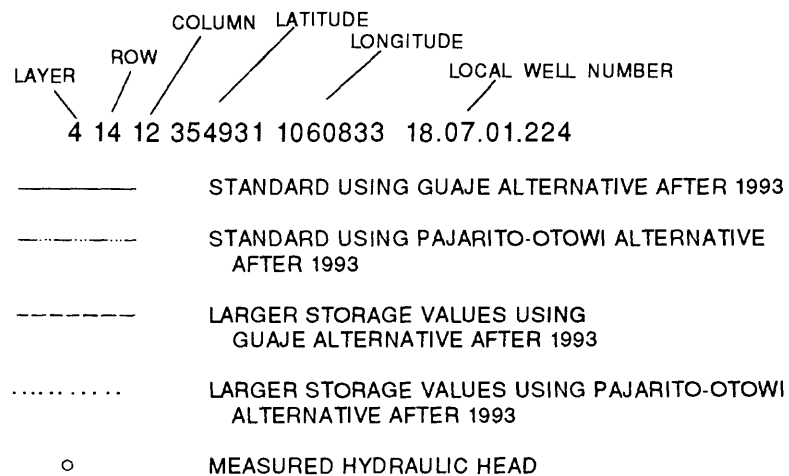 COLUMN LATITUDE
LONGITUDE
ROW
LAYER
LOCAL WELL NUMBER
4 14 12 354931 1060833 18.07.01.224
STANDARD USING GUAJE ALTERNATIVE AFTER 1993
STANDARD USING PAJARITO-OTOWI ALTERNATIVE
AFTER 1993
LARGER STORAGE VALUES USING
GUAJE ALTERNATIVE AFTER 1993
LARGER STORAGE VALUES USING PAJARITO-OTOWI
ALTERNATIVE AFTER 1993
MEASURED HYDRAULIC HEAD